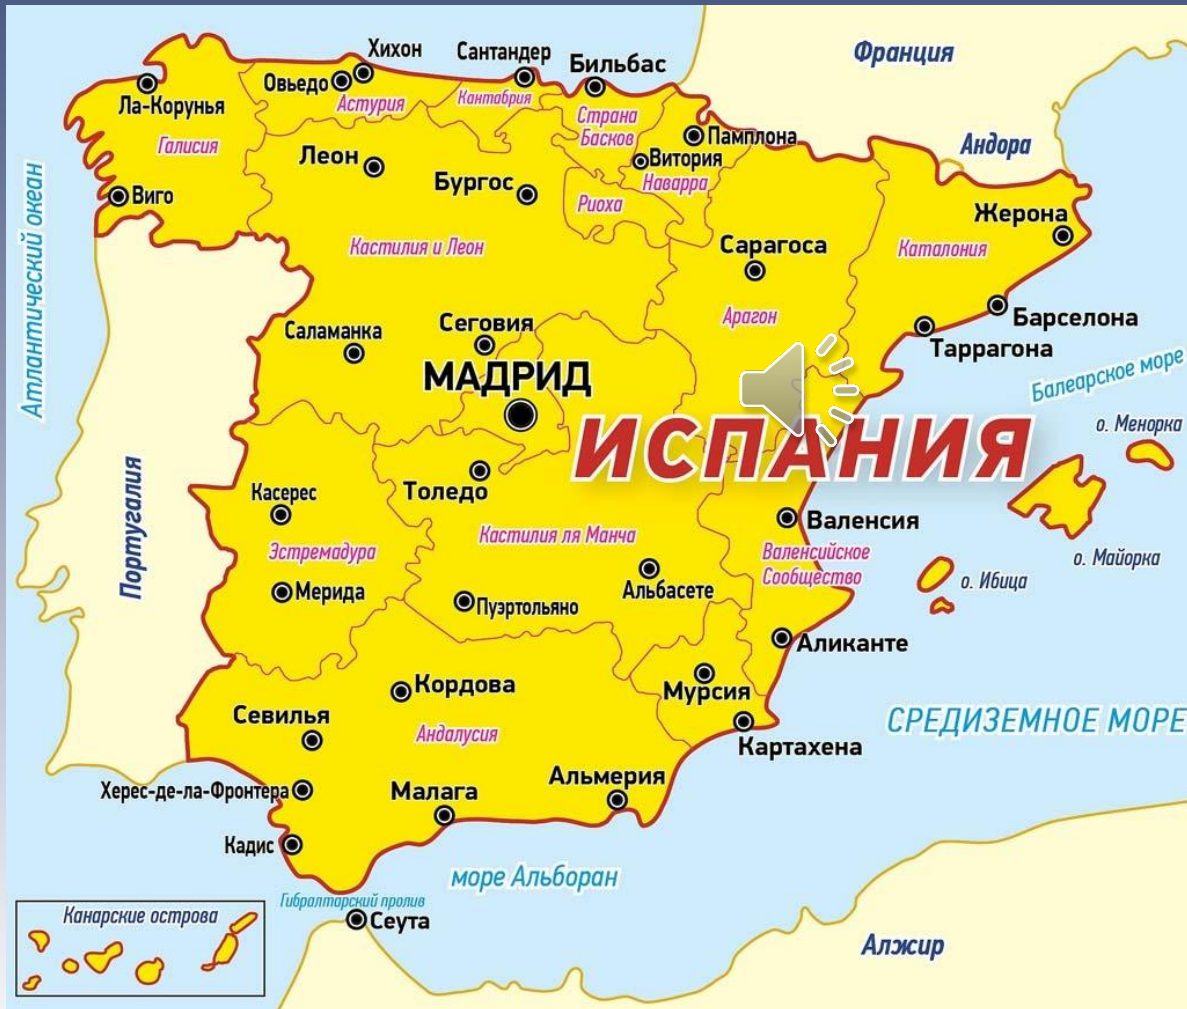 Хихон
Сантандер
Бильбас
Франция
Овьедо
Ла-Корунья
Астурия
Кантабрия
Страна
Басков
Памплона
Андора
Галисия
Леон
Витория
Атлантический океан
Виго
Бургос
Наварра
Риоха
Жерона
Кастилия и Леон
Сарагоса
Каталония
Арагон
Барселона
Саламанка
Сеговия
Таррагона
МАДРИД
Балеарское море
о. Менорка
ИСПАНИЯ
Португалия
Касерес
Толедо
Валенсия
Эстремадура
Кастилия ля Манча
Валенсийское
Сообщество
о. Майорка
о. Ибица
Мерида
Альбасете
Пуэртольяно
Аликанте
Кордова
Мурсия
Севилья
СРЕДИЗЕМНОЕ МОРЕ
Андалусия
Картахена
Херес-де-ла-Фронтера
Малага
Альмерия
Кадис
море Альборан
Гибралтарский пролив
Канарские острова
Сеута
Алжир